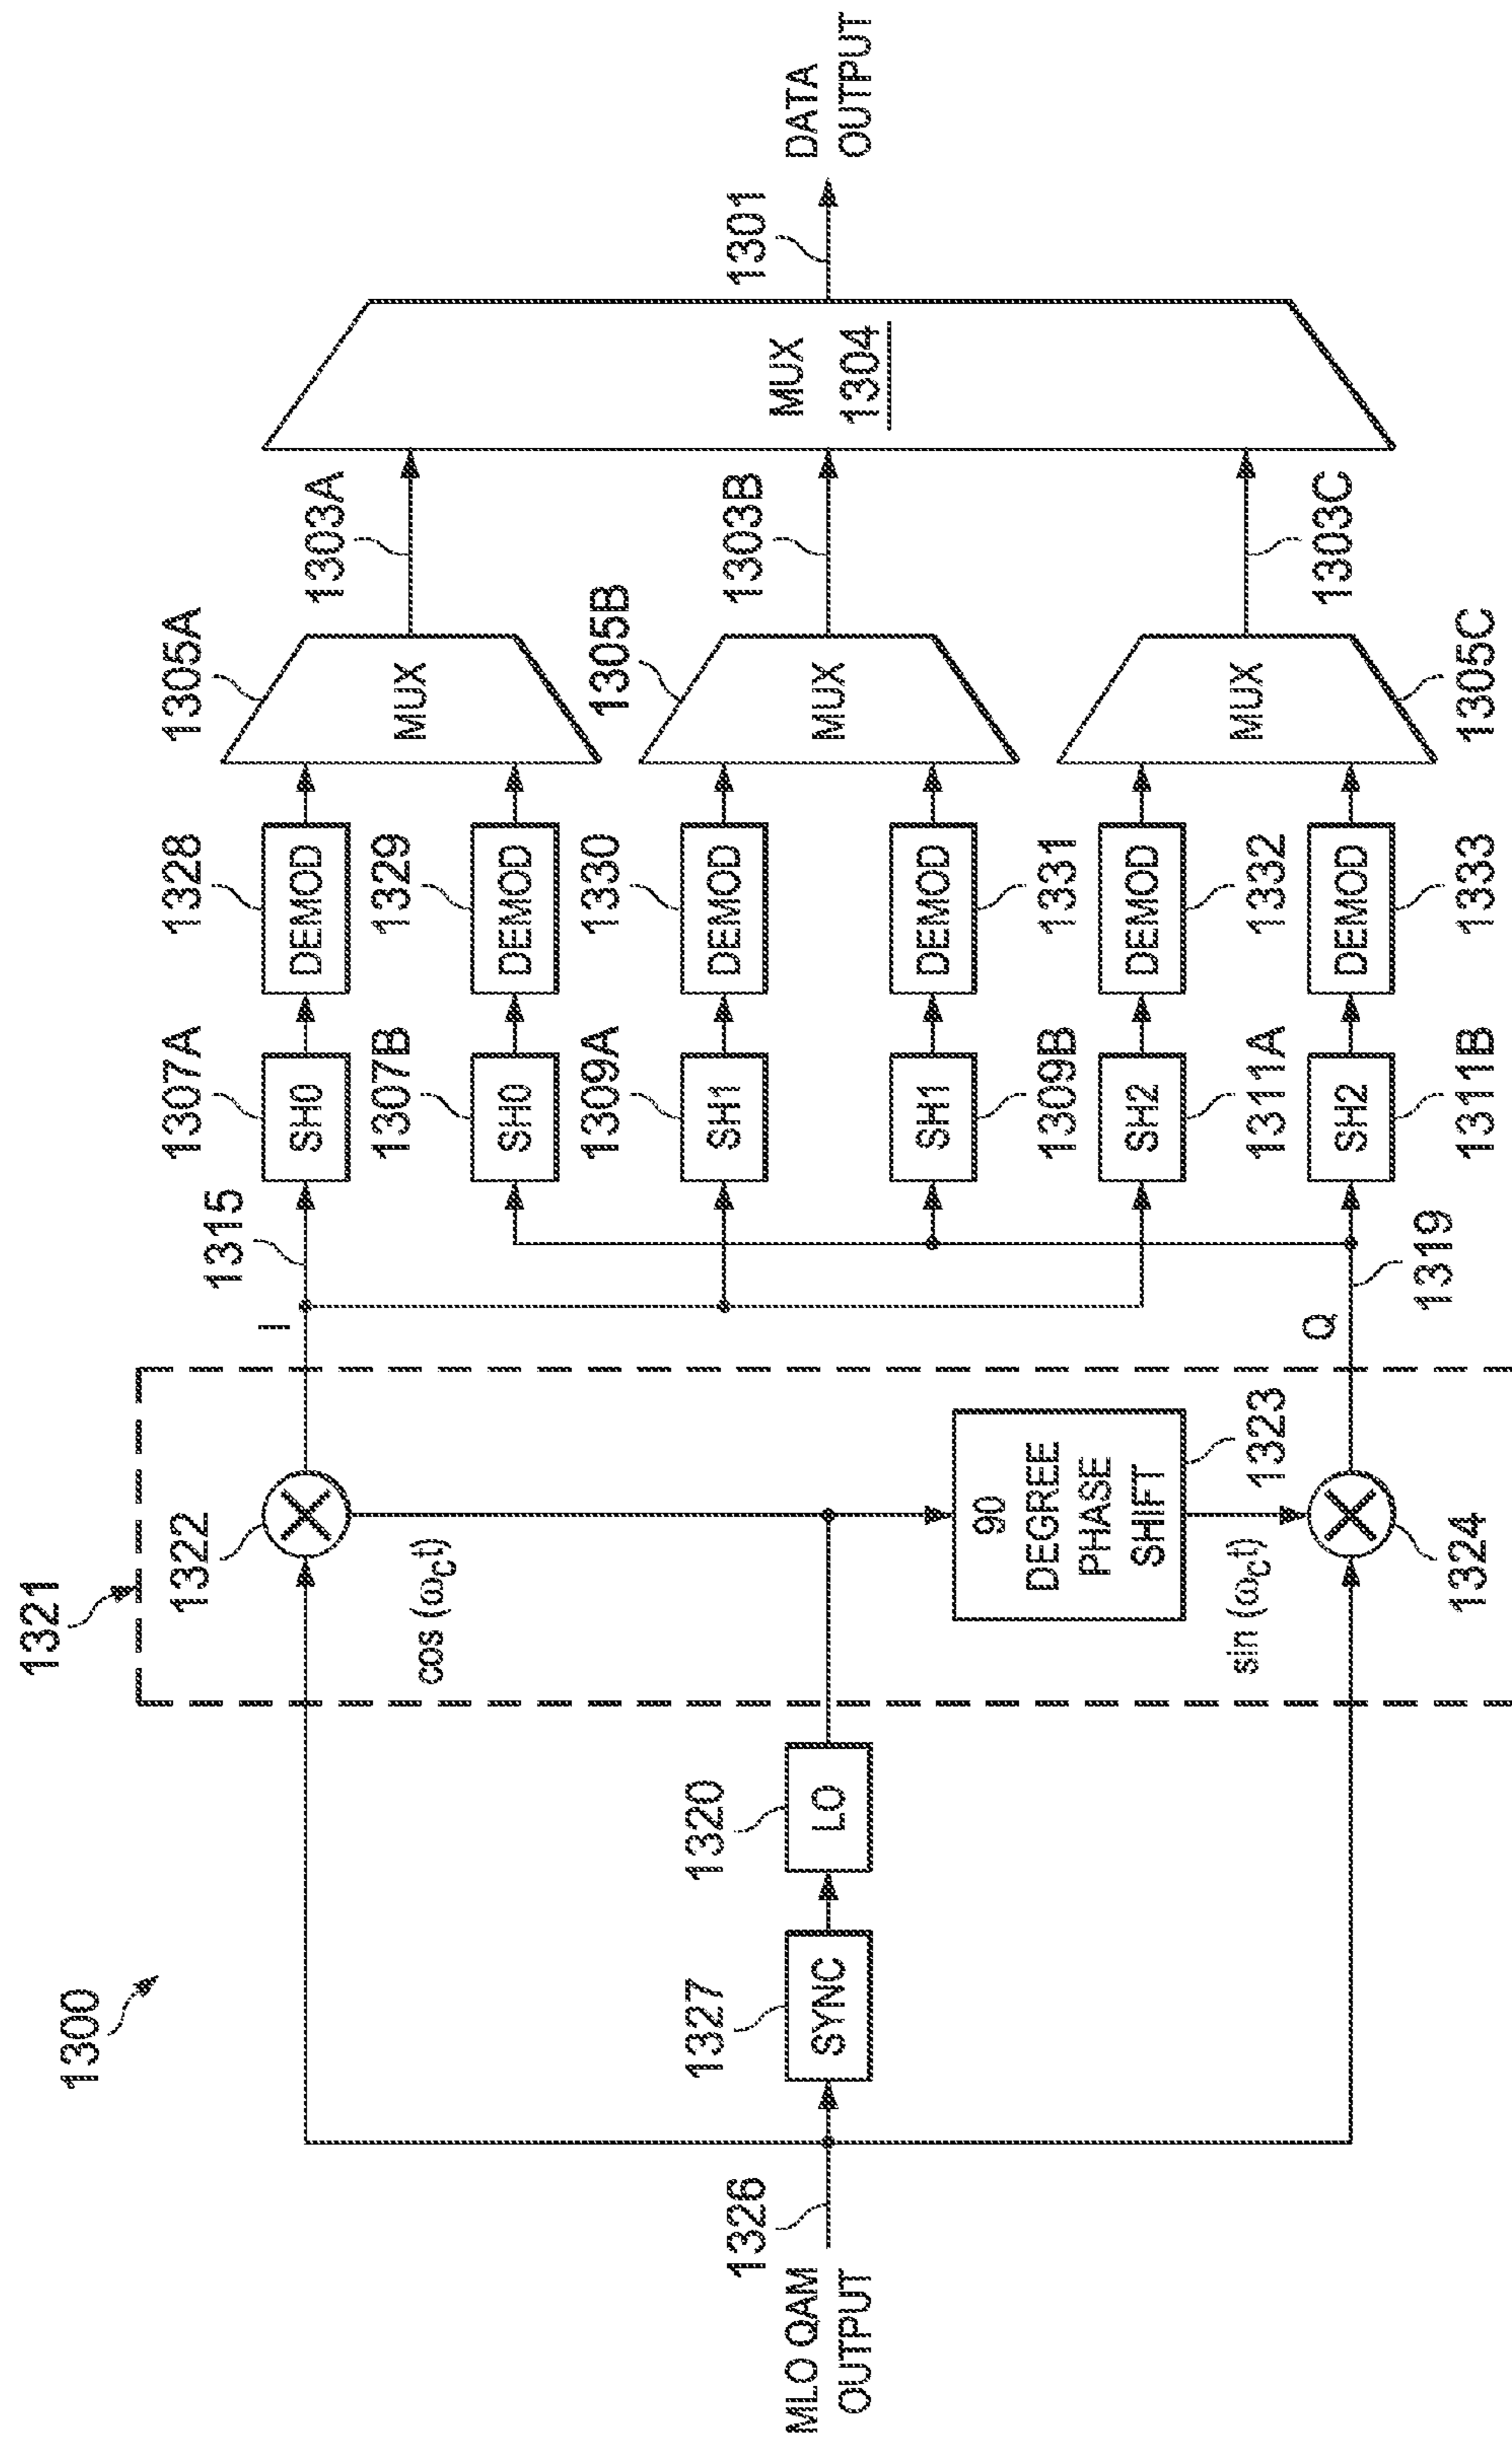 1300
MLO QAM
OUTPUT
1326
1327
SYNC
1320
LO
1321
1322
cos (ωct)
90
DEGREE
PHASE
SHIFT
1323
sin (ωct)
1324
I
1315
Q
1319
1307A
SH0
1307B
SH0
1309A
SH1
SH1
1309B
SH2
1311A
SH2
1311B
1328
DEMOD
1329
DEMOD
1330
DEMOD
DEMOD
1331
DEMOD
1332
DEMOD
1333
1305A
MUX
1305B
MUX
MUX
1305C
1303A
1303B
1303C
MUX
1304
1301
DATA
OUTPUT